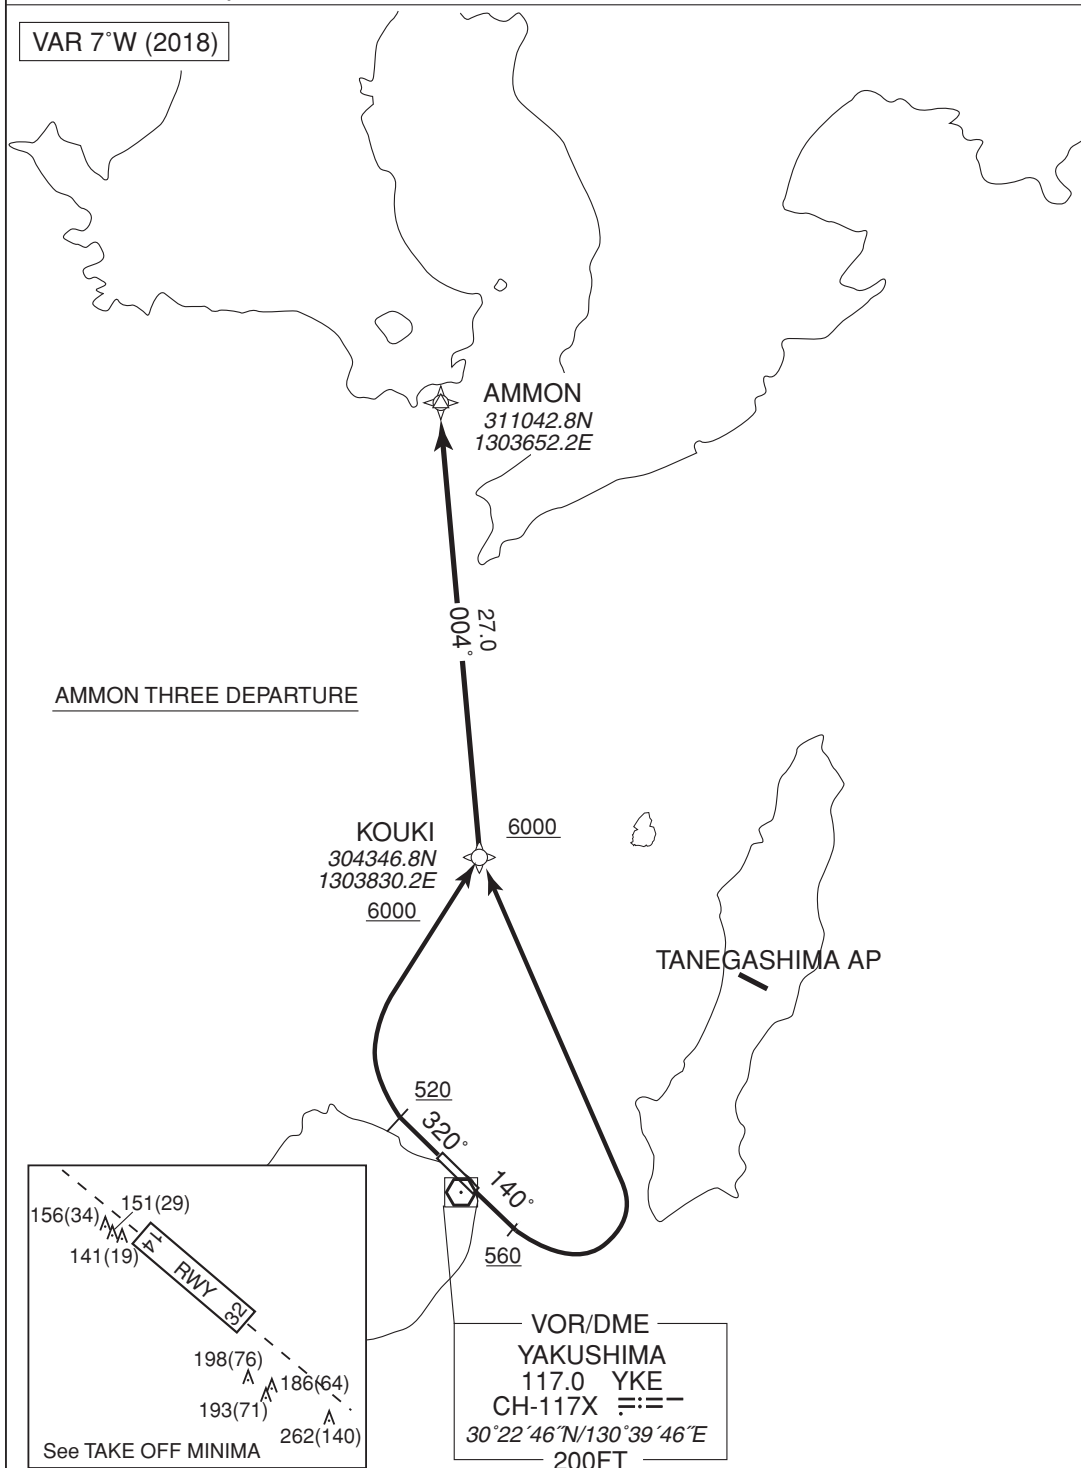 VAR 7°W (2018)
AMMON
311042.8N
1303652.2E
27.0
004°
AMMON THREE DEPARTURE
KOUKI
304346.8N
1303830.2E
6000
6000
TANEGASHIMA AP
520
320°
140°
560
156(34)
151(29)
141(19)
14
RWY
32
198(76)
186(64)
193(71)
262(140)
See TAKE OFF MINIMA
VOR/DME
YAKUSHIMA
117.0 YKE
CH-117X
30°22´46˝N/130°39´46˝E
200FT